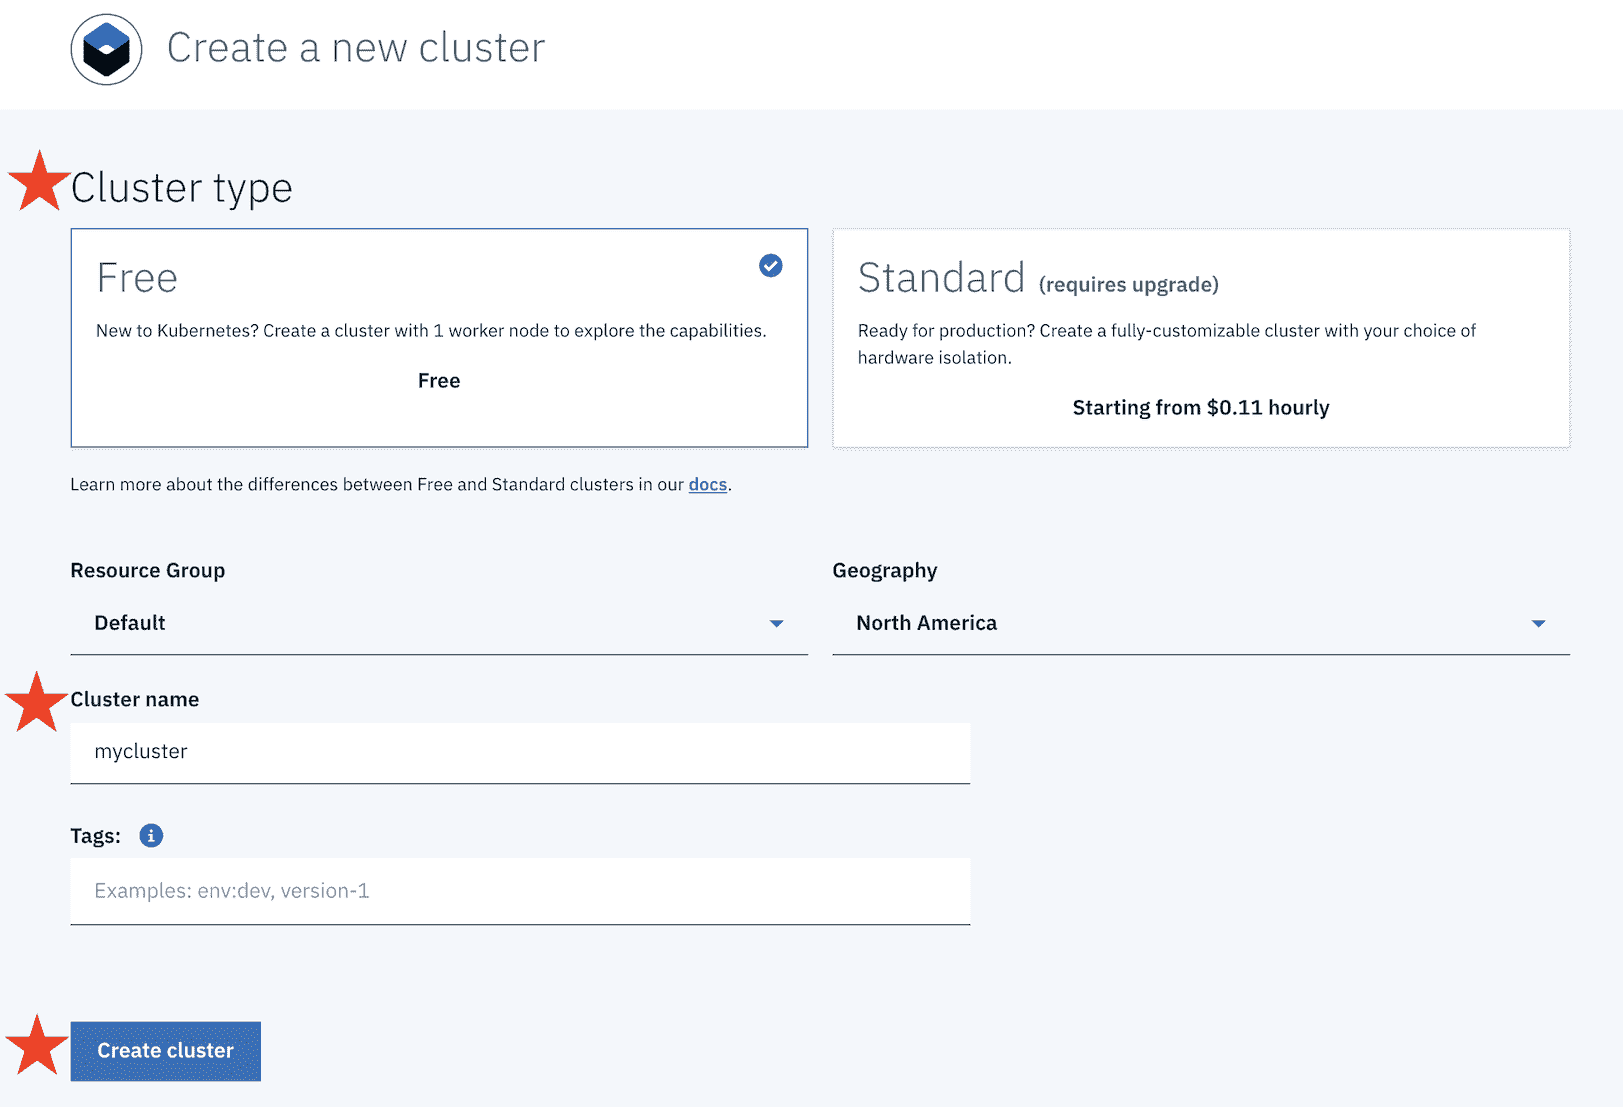 Create a new cluster
Cluster type
Free
New to Kubernetes? Create a cluster with 1 worker node to explore the capabilities.
Free
Standard (requires upgrade)
Ready for production? Create a fully-customizable cluster with your choice of
hardware isolation.
Starting from $0.11 hourly
Learn more about the differences between Free and Standard clusters in our docs.
Resource Group
Default
Geography
North America
Cluster name
mycluster
Tags:
Examples: env:dev, version-1
Create cluster